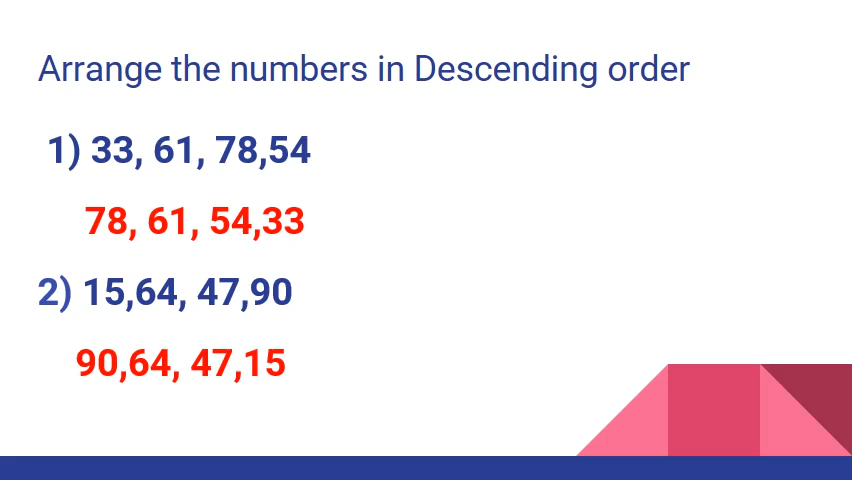 Arrange the numbers in Descending order
1) 33, 61, 78,54
78, 61, 54,33
2) 15,64, 47,90
90,64, 47,15